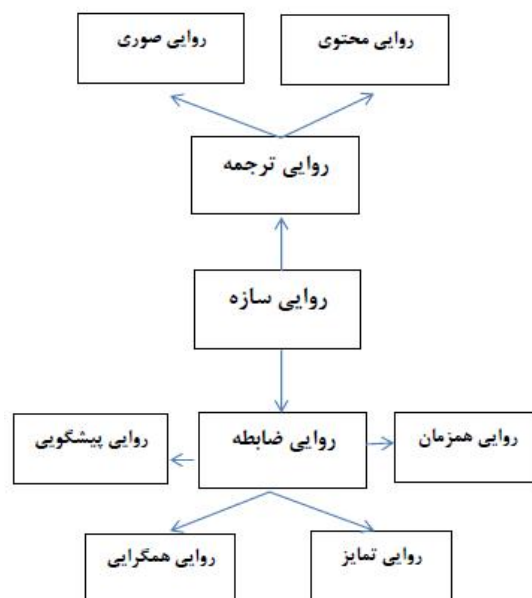 روایی محتوی
روایی صوری
روایی ترجمه
روایی سازه
روایی ضابطه
روایی همزمان
روایی پیشگویی
روایی تمایز
روایی همگرایی